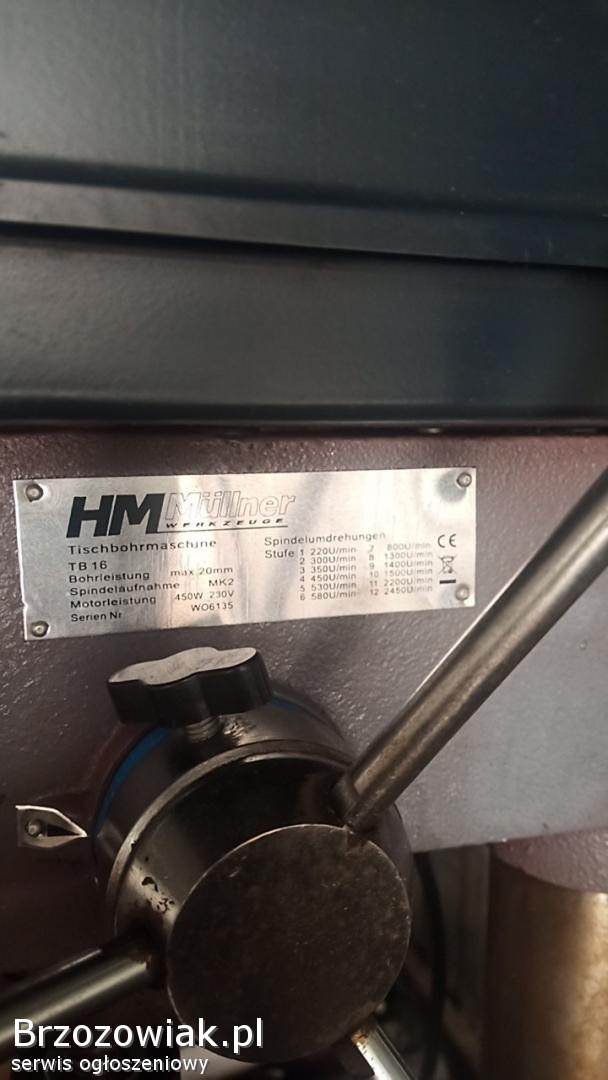 HM Müllner
WERKZEUGE
Tischbohrmaschine
TB 16
Bohrleistung max 20mm
Spindelaufnahme MK2
Motorleistung 450W 230V
Serien Nr. WO6135
Spindelumdrehungen
Stufe 1 220U/min 7 800U/min
2 300U/min 8 1300U/min
3 350U/min 9 1400U/min
4 450U/min 10 1500U/min
5 530U/min 11 2200U/min
6 580U/min 12 2450U/min
CE
Brzozowiak.pl
serwis ogłoszeniowy